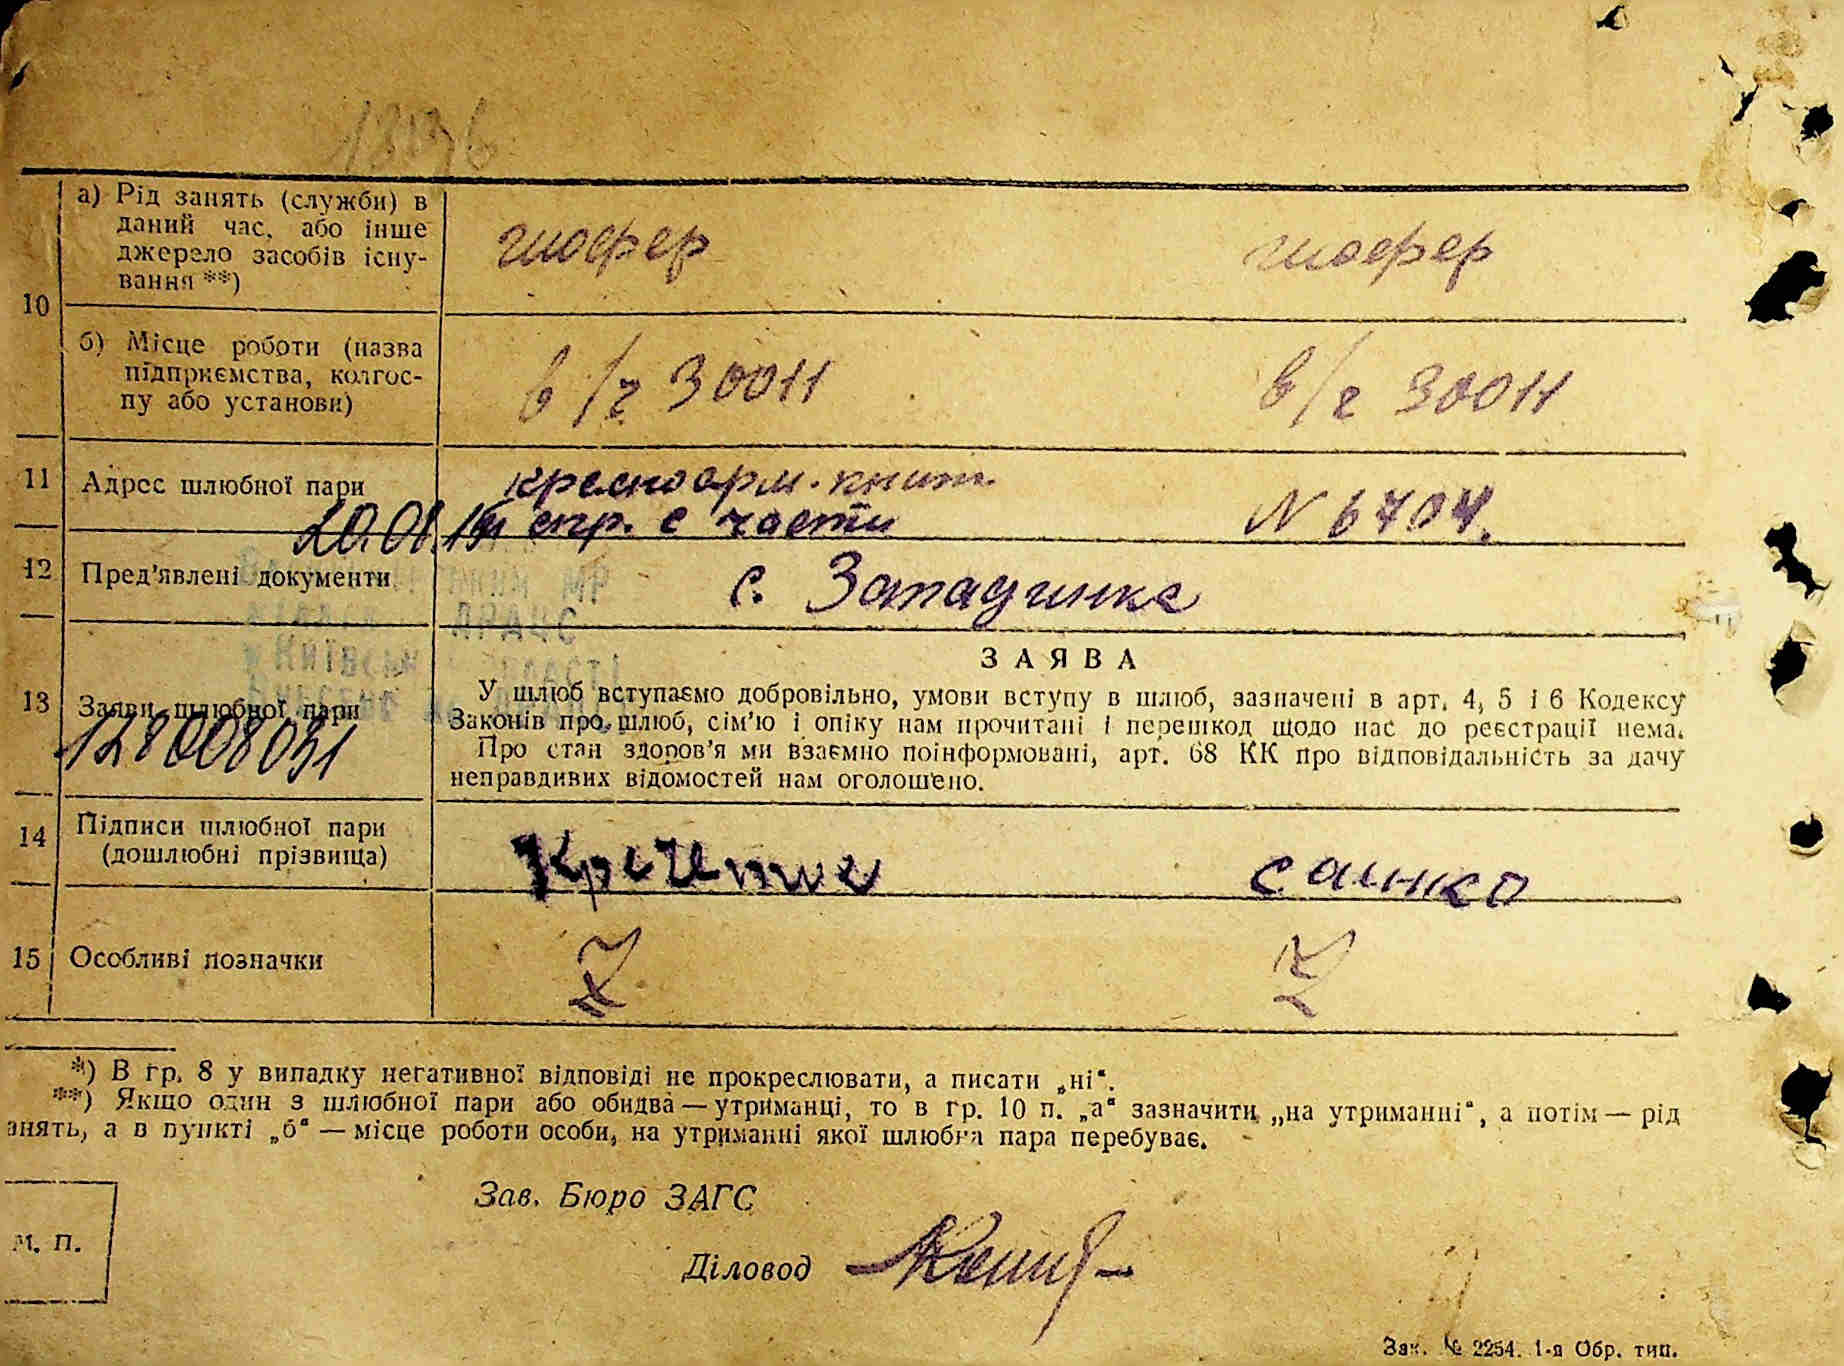 10
а) Рід занять (служби) в
даний час, або інше
джерело засобів існу-
вання **)
шофер шофер
б) Місце роботи (назва
підприємства, колгос-
пу або установи)
в/ч 30011 в/ч 30011
11 Адрес шлюбної пари
красноарм. книж.
и спр. с части N 6704.
20.01.
12 Пред'явлені документи
с. Западинка
13 Заяви шлюбної пари
128008031
ЗАЯВА
У шлюб вступаємо добровільно, умови вступу в шлюб, зазначені в арт. 4, 5 і 6 Кодексу
Законів про шлюб, сім'ю і опіку нам прочитані і перешкод щодо нас до реєстрації нема.
Про стан здоров'я ми взаємно поінформовані, арт. 68 КК про відповідальність за дачу
неправдивих відомостей нам оголошено.
14 Підписи шлюбної пари
(дошлюбні прізвища)
саинко
15 Особливі позначки
Z Z
*) В гр. 8 у випадку негативної відповіді не прокреслювати, а писати „ні“.
**) Якщо один з шлюбної пари або обидва — утриманці, то в гр. 10 п. „а“ зазначити „на утриманні“, а потім — рід
анять, а в пункті „б“ — місце роботи особи, на утриманні якої шлюбна пара перебуває.
Зав. Бюро ЗАГС
М. П.
Діловод
Зак. № 2254. 1-а Обр. тип.